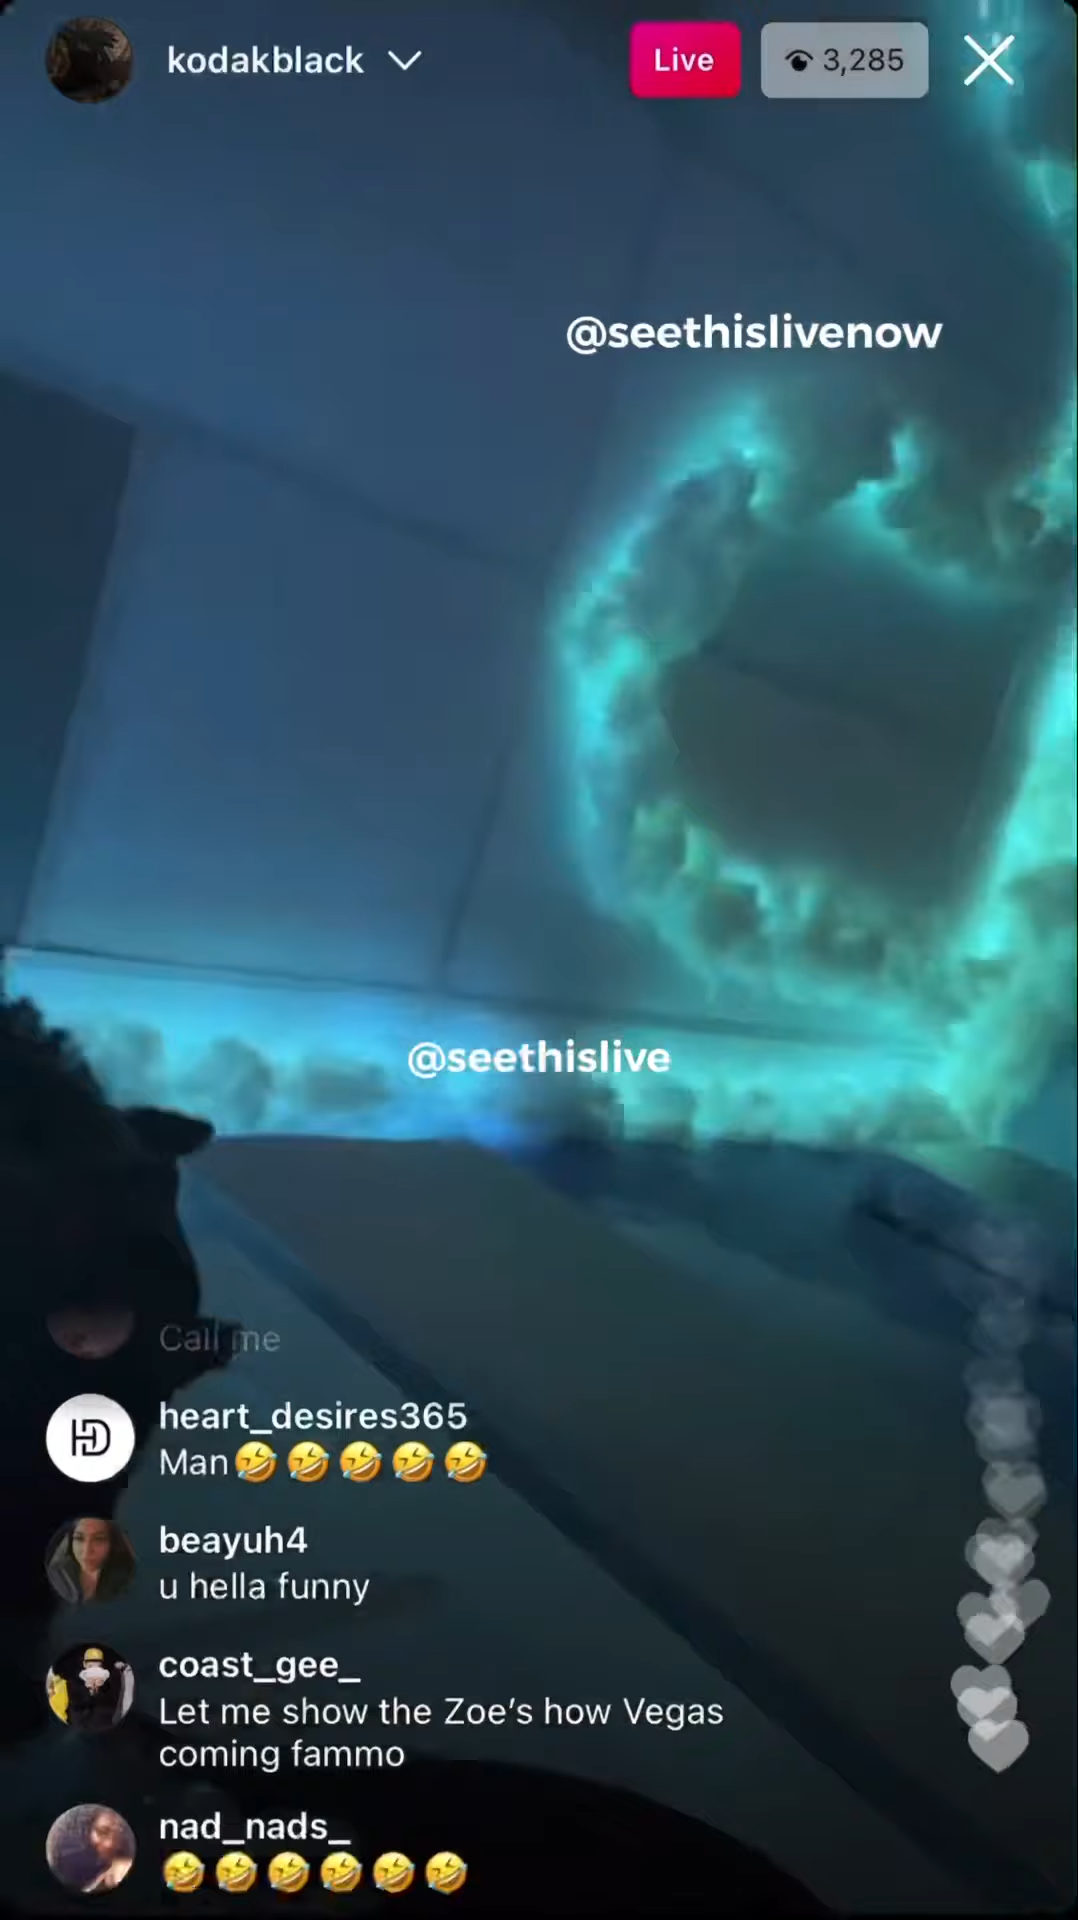 kodakblack
Live
3,285
@seethislivenow
@seethislive
Call me
heart_desires365
Man🤣🤣🤣🤣🤣
beayuh4
u hella funny
coast_gee_
Let me show the Zoe’s how Vegas
coming fammo
nad_nads_
🤣🤣🤣🤣🤣🤣